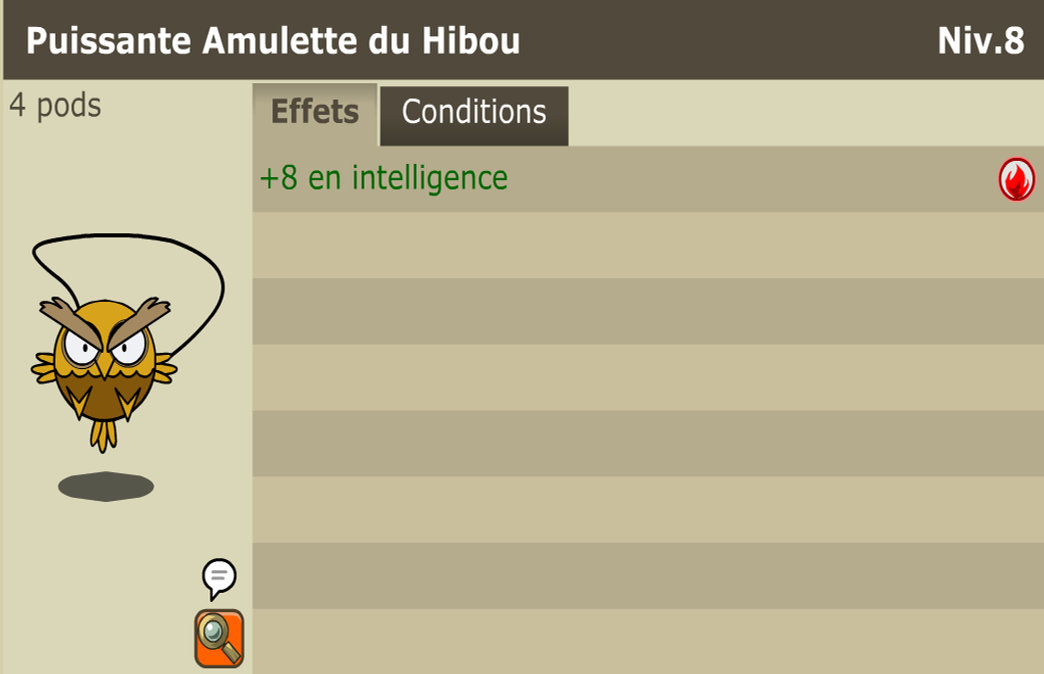 Puissante Amulette du Hibou Niv.8
4 pods
Effets Conditions
+8 en intelligence